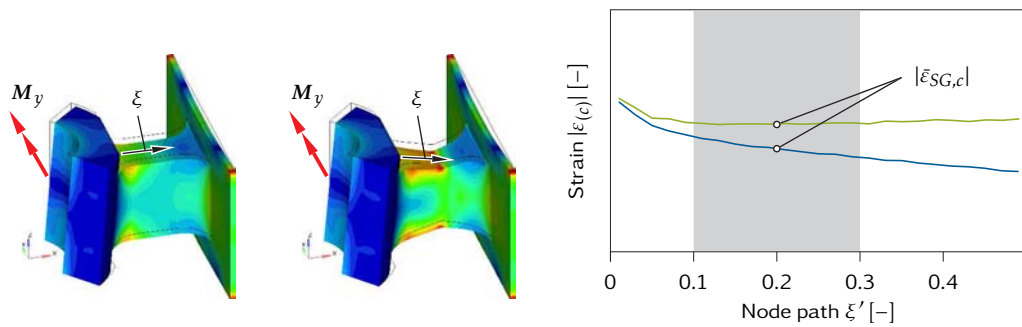 M_y
ξ
M_y
ξ
Strain |ε_(c)| [–]
|ε̄_SG,c|
0
0.1
0.2
0.3
0.4
Node path ξ′ [–]